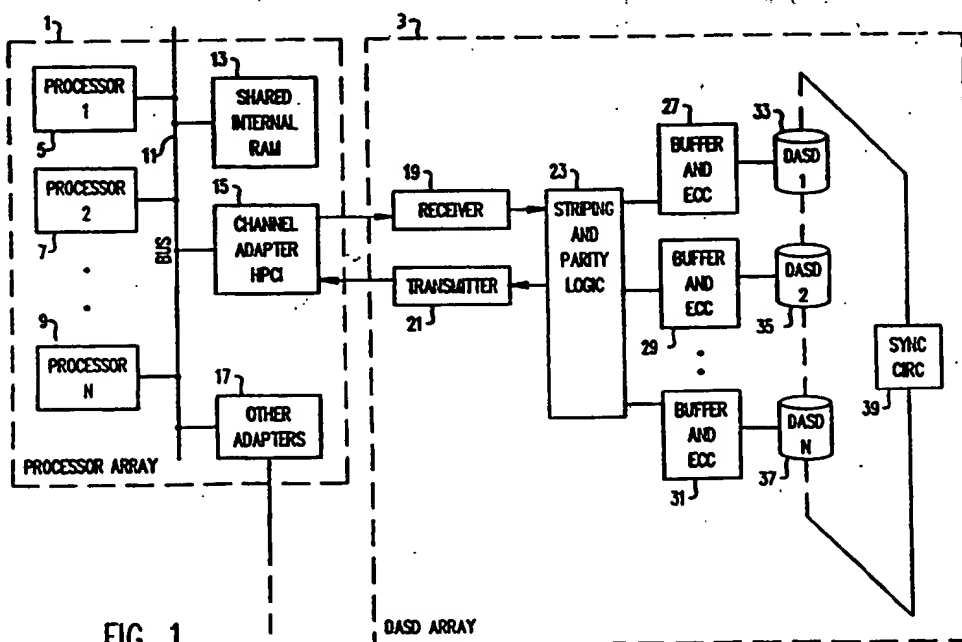 1
3
PROCESSOR
1
5
PROCESSOR
2
7
9
PROCESSOR
N
11
BUS
13
SHARED
INTERNAL
RAM
15
CHANNEL
ADAPTER
HPCI
17
OTHER
ADAPTERS
PROCESSOR ARRAY
19
RECEIVER
TRANSMITTER
21
23
STRIPING
AND
PARITY
LOGIC
27
BUFFER
AND
ECC
BUFFER
AND
ECC
29
BUFFER
AND
ECC
31
33
DASD
1
DASD
2
35
DASD
N
37
SYNC
CIRC
39
DASD ARRAY
FIG. 1